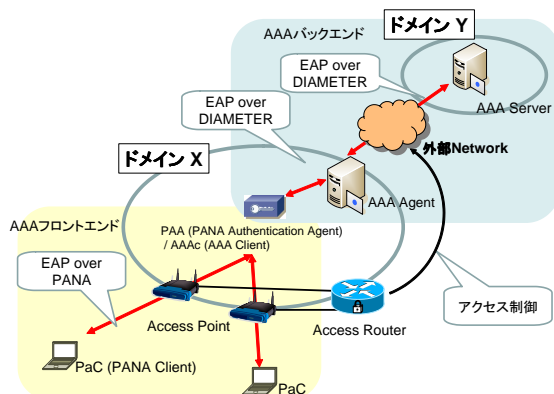 AAAバックエンド
ドメイン Y
EAP over
DIAMETER
AAA Server
EAP over
DIAMETER
外部Network
ドメイン X
AAA Agent
AAAフロントエンド
PAA (PANA Authentication Agent)
/ AAAc (AAA Client)
EAP over
PANA
アクセス制御
Access Point
Access Router
PaC (PANA Client)
PaC